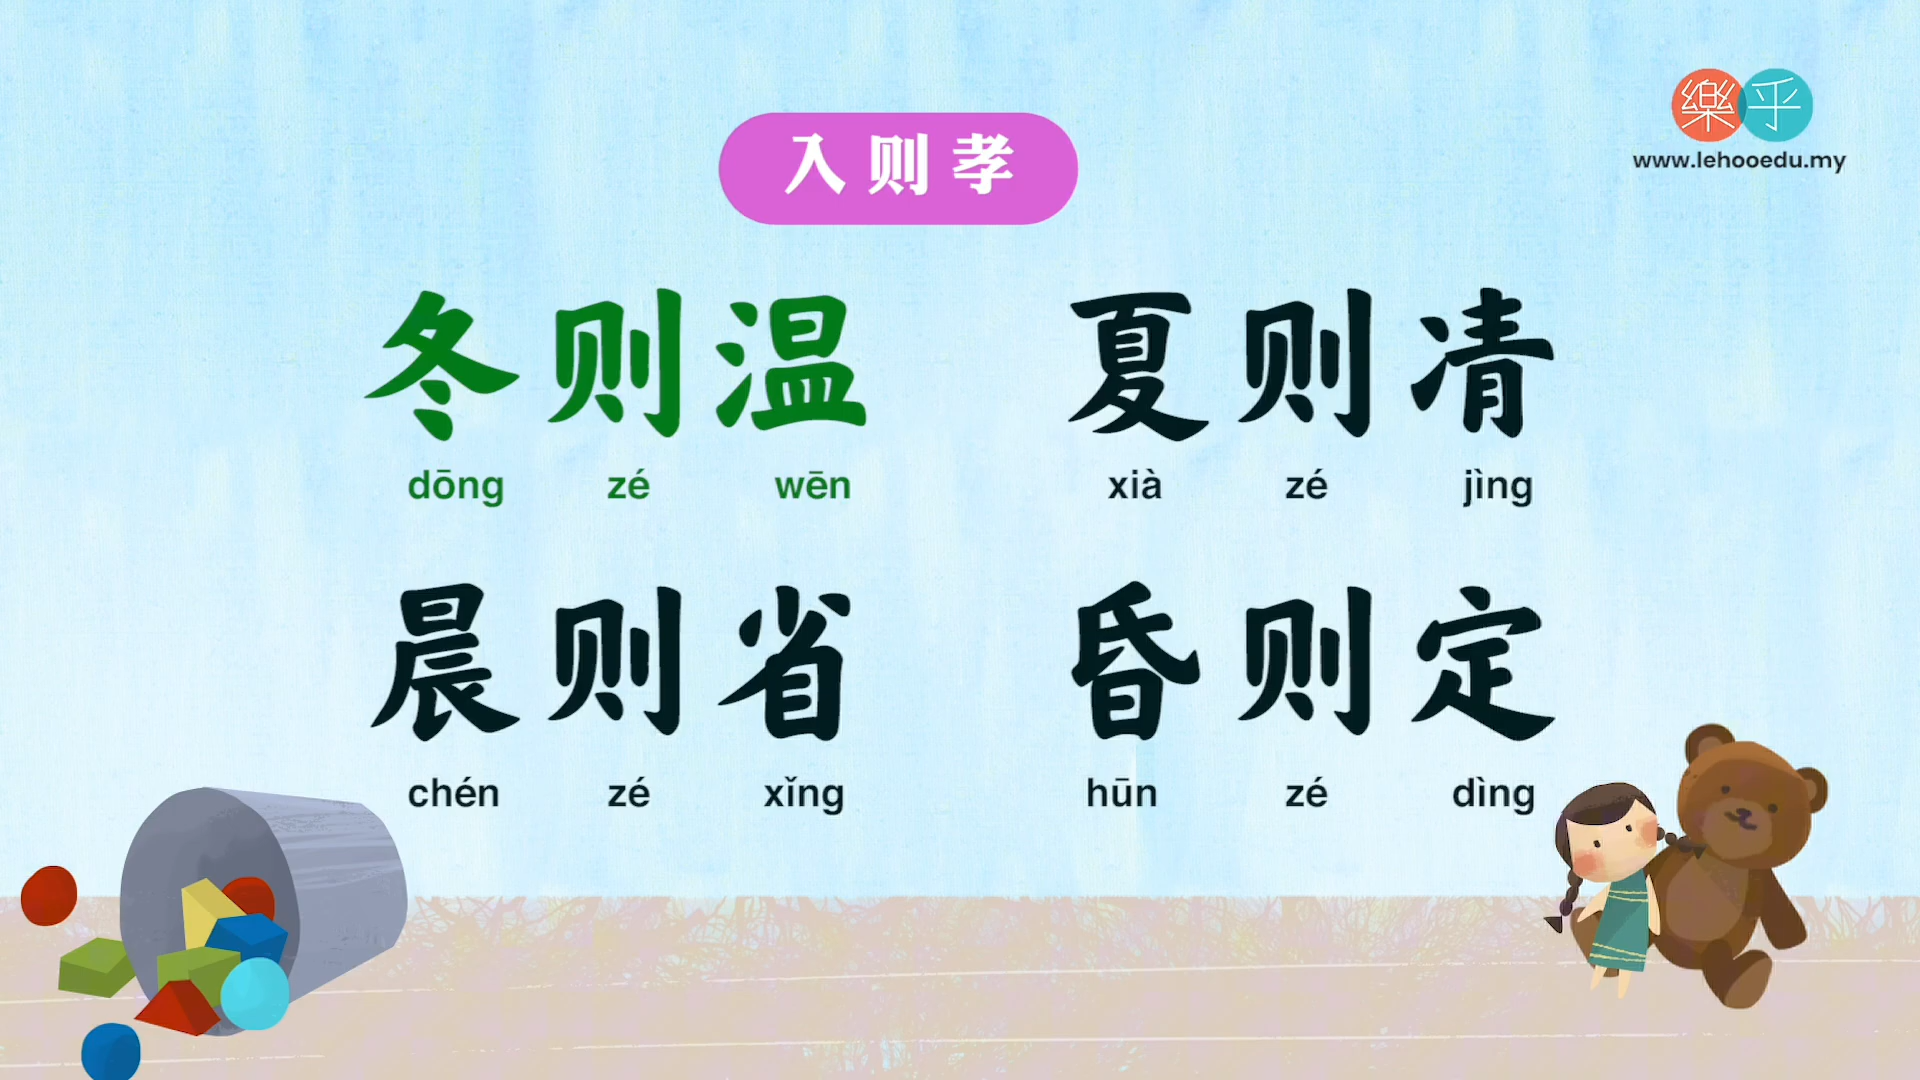 樂乎
www.lehooedu.my
入则孝
冬则温 夏则凊
dōng zé wēn xià zé jìng
晨则省 昏则定
chén zé xǐng hūn zé dìng